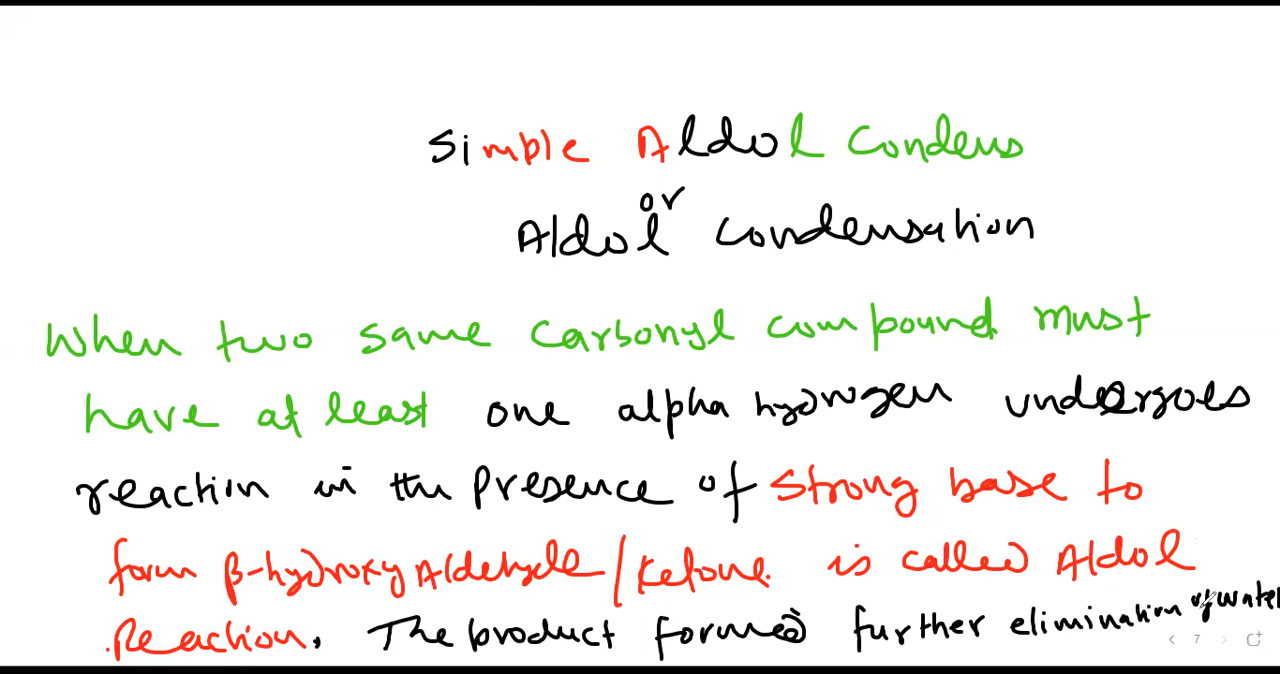 Simple Aldol Condens
or
Aldol Condensation
When two same carbonyl compound must
have at least one alpha hydrogen undergoes
reaction in the presence of strong base to
form β-hydroxy Aldehyde/Ketone. is called Aldol
Reaction. The product formed further elimination of water
< 7 >